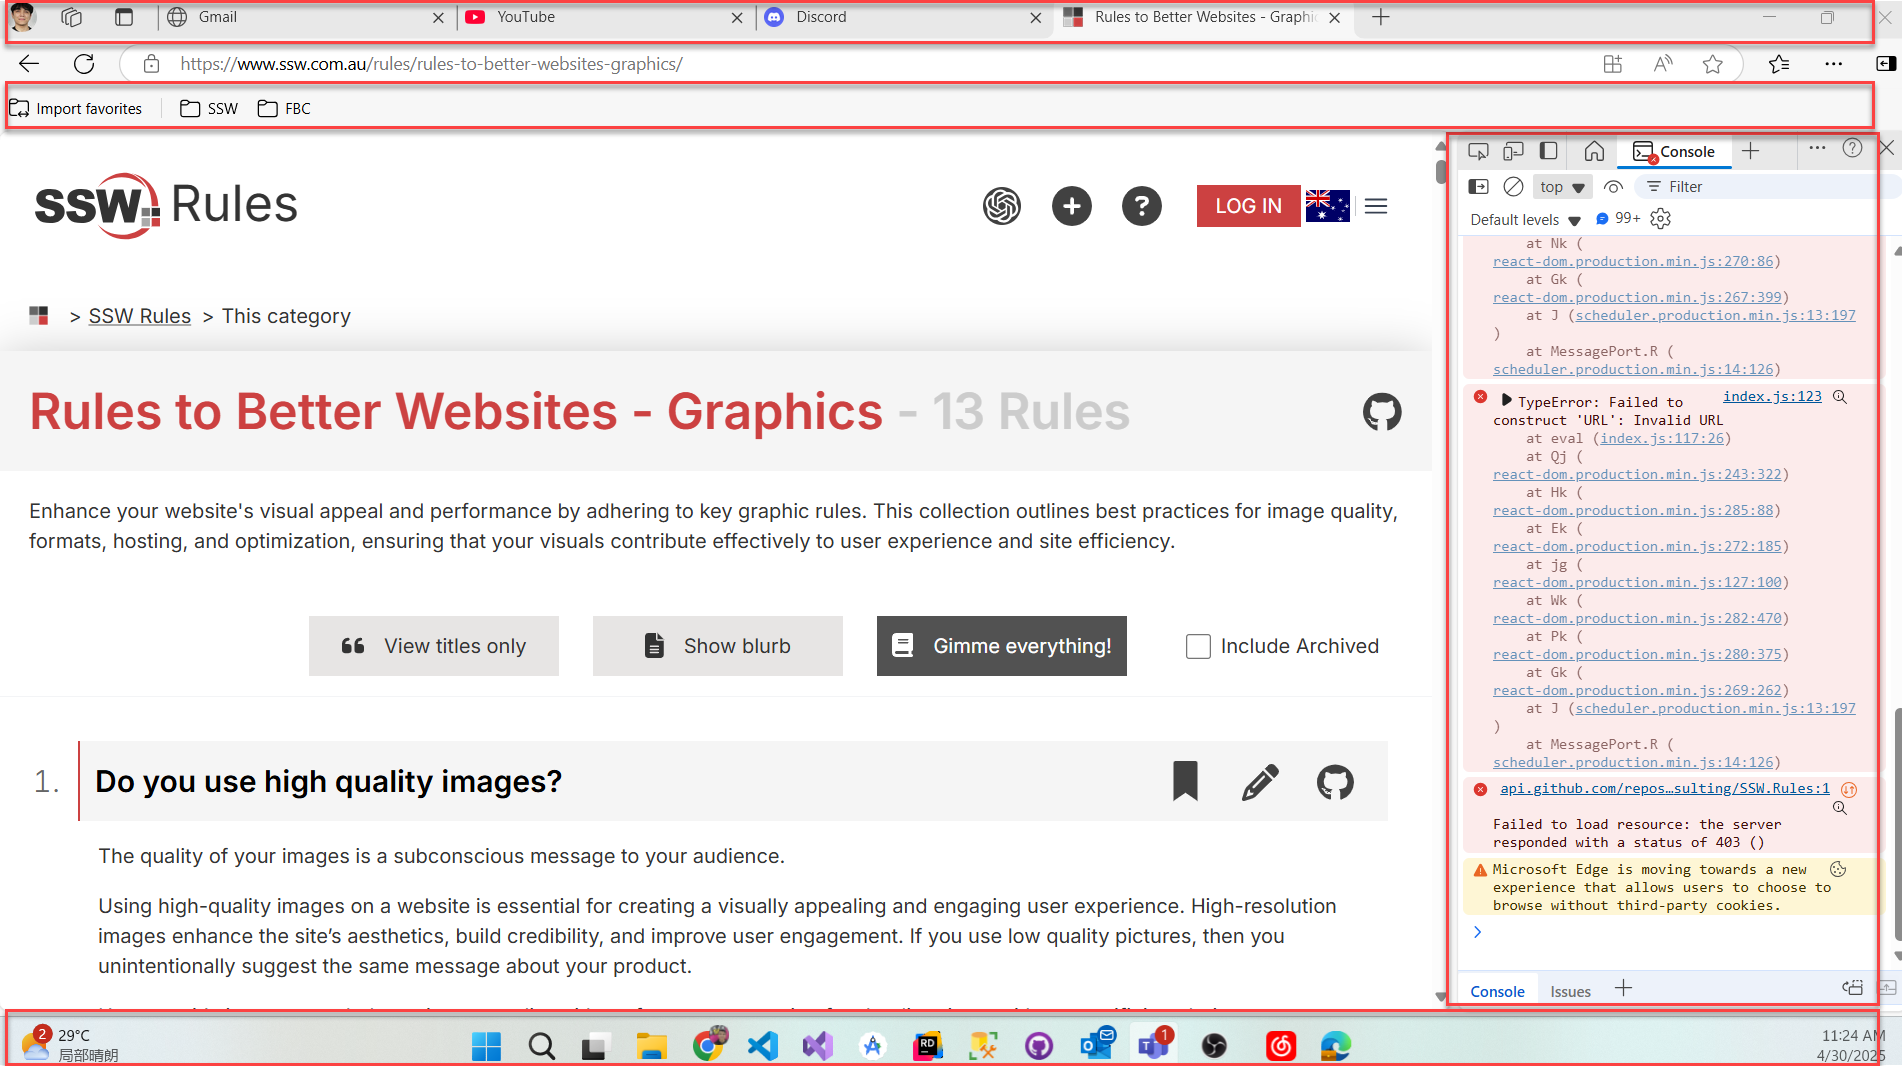 Gmail
YouTube
Discord
Rules to Better Websites - Graphi
https://www.ssw.com.au/rules/rules-to-better-websites-graphics/
Import favorites
SSW
FBC
SSW Rules
LOG IN
> SSW Rules > This category
Rules to Better Websites - Graphics - 13 Rules
Enhance your website's visual appeal and performance by adhering to key graphic rules. This collection outlines best practices for image quality,
formats, hosting, and optimization, ensuring that your visuals contribute effectively to user experience and site efficiency.
View titles only
Show blurb
Gimme everything!
Include Archived
1.
Do you use high quality images?
The quality of your images is a subconscious message to your audience.
Using high-quality images on a website is essential for creating a visually appealing and engaging user experience. High-resolution
images enhance the site’s aesthetics, build credibility, and improve user engagement. If you use low quality pictures, then you
unintentionally suggest the same message about your product.
Console
top
Filter
Default levels
99+
at Nk (
react-dom.production.min.js:270:86)
at Gk (
react-dom.production.min.js:267:399)
at J (scheduler.production.min.js:13:197
)
at MessagePort.R (
scheduler.production.min.js:14:126)
index.js:123
TypeError: Failed to
construct 'URL': Invalid URL
at eval (index.js:117:26)
at Qj (
react-dom.production.min.js:243:322)
at Hk (
react-dom.production.min.js:285:88)
at Ek (
react-dom.production.min.js:272:185)
at jg (
react-dom.production.min.js:127:100)
at Wk (
react-dom.production.min.js:282:470)
at Pk (
react-dom.production.min.js:280:375)
at Gk (
react-dom.production.min.js:269:262)
at J (scheduler.production.min.js:13:197
)
at MessagePort.R (
scheduler.production.min.js:14:126)
api.github.com/repos…sulting/SSW.Rules:1
Failed to load resource: the server
responded with a status of 403 ()
Microsoft Edge is moving towards a new
experience that allows users to choose to
browse without third-party cookies.
Console
Issues
2
29°C
局部晴朗
RD
1
11:24 AM
4/30/2025